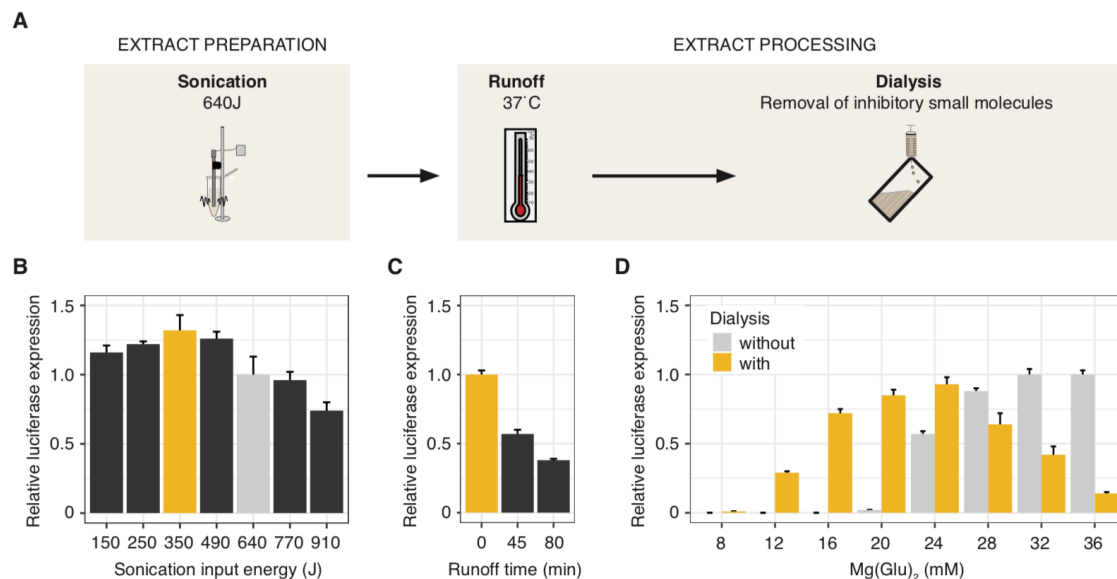 A
EXTRACT PREPARATION
EXTRACT PROCESSING
Sonication
640J
Runoff
37˚C
Dialysis
Removal of inhibitory small molecules
B
Relative luciferase expression
1.5
1.0
0.5
0
150 250 350 490 640 770 910
Sonication input energy (J)
C
Relative luciferase expression
1.5
1.0
0.5
0
0 45 80
Runoff time (min)
D
Relative luciferase expression
1.5
1.0
0.5
0
Dialysis
without
with
8 12 16 20 24 28 32 36
Mg(Glu)₂ (mM)